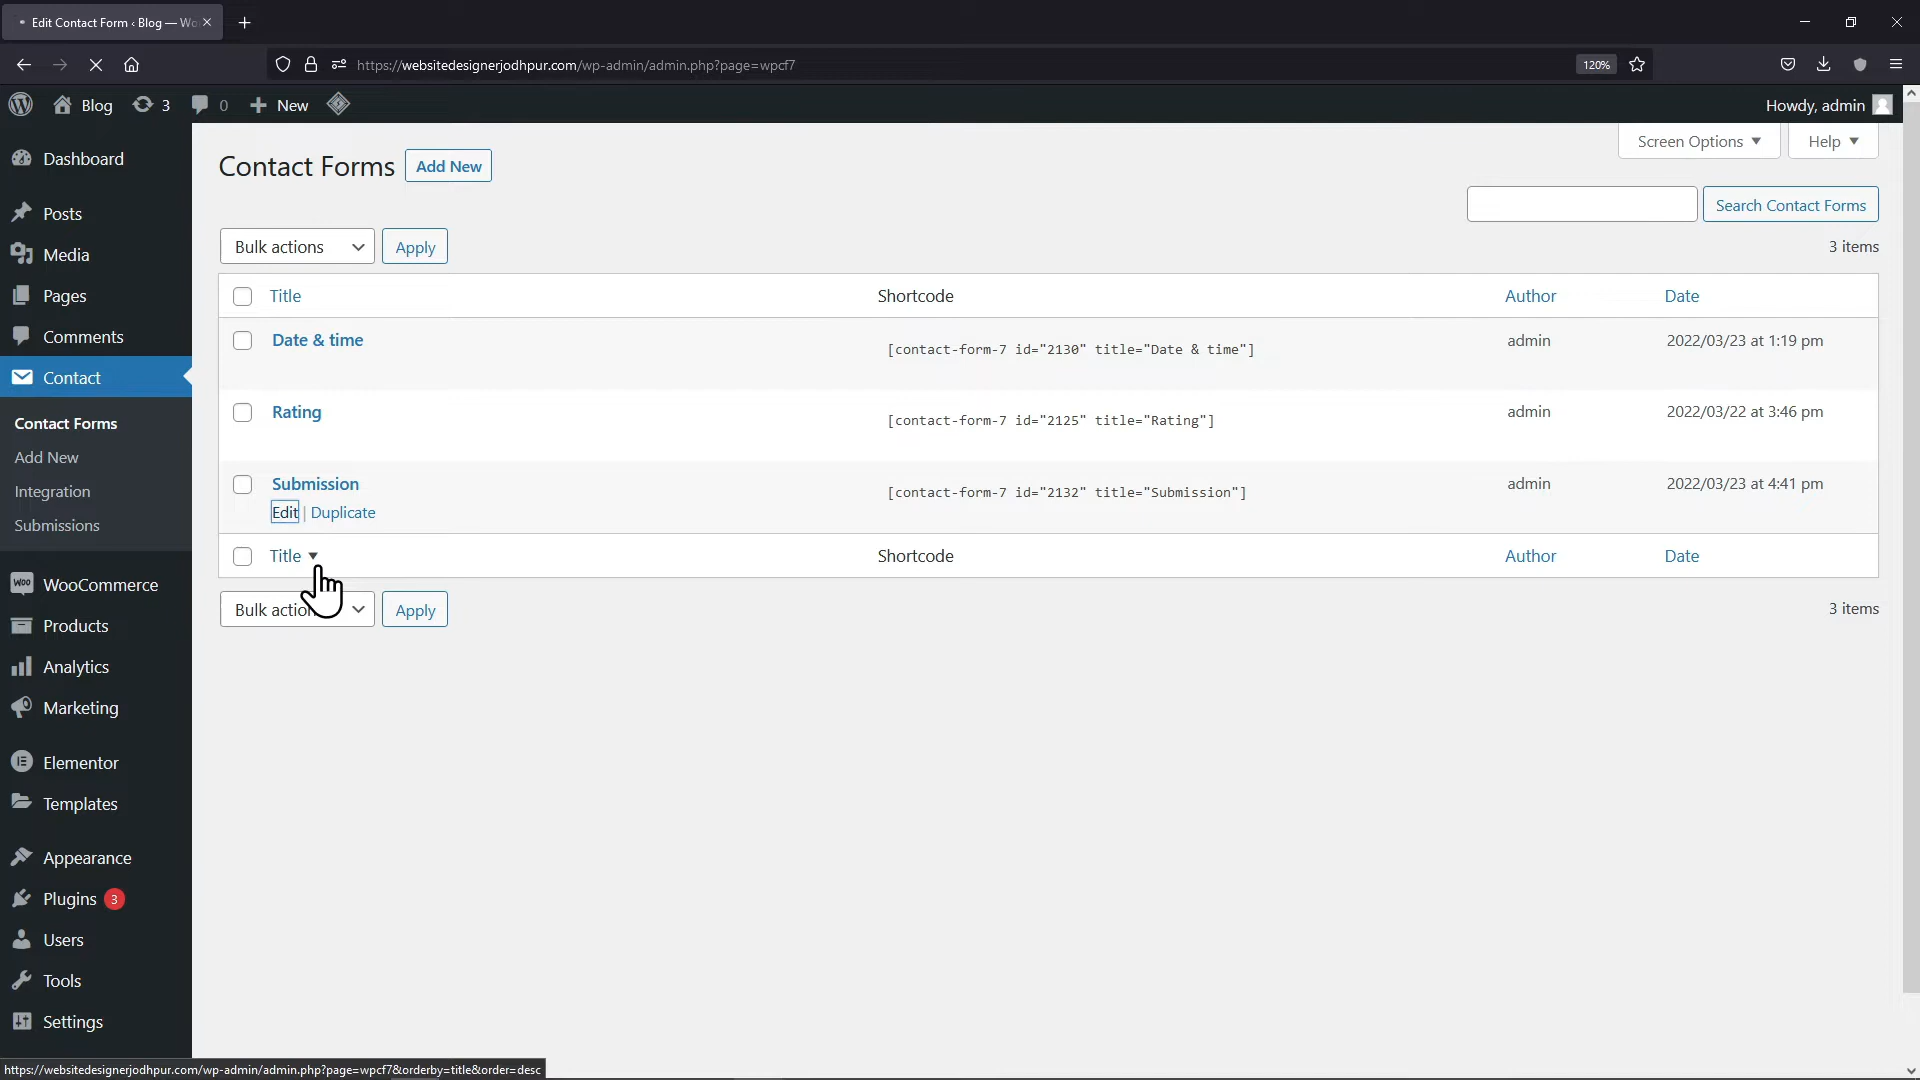 Edit Contact Form ‹ Blog — Wo
https://websitedesignerjodhpur.com/wp-admin/admin.php?page=wpcf7
120%
Blog
3
0
New
Howdy, admin
Screen Options
Help
Dashboard
Posts
Media
Pages
Comments
Contact
Contact Forms
Add New
Integration
Submissions
WooCommerce
Products
Analytics
Marketing
Elementor
Templates
Appearance
Plugins 3
Users
Tools
Settings
Contact Forms Add New
Search Contact Forms
Bulk actions Apply 3 items
Title Shortcode Author Date
Date & time [contact-form-7 id="2130" title="Date & time"] admin 2022/03/23 at 1:19 pm
Rating [contact-form-7 id="2125" title="Rating"] admin 2022/03/22 at 3:46 pm
Submission [contact-form-7 id="2132" title="Submission"] admin 2022/03/23 at 4:41 pm
Edit | Duplicate
Title Shortcode Author Date
Bulk Apply 3 items
https://websitedesignerjodhpur.com/wp-admin/admin.php?page=wpcf7&orderby=title&order=desc